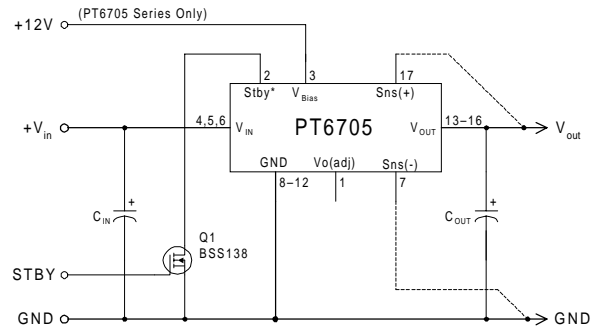 +12V (PT6705 Series Only)
2 3 17
Stby* V Bias Sns(+)
+Vin 4,5,6 VIN PT6705 VOUT 13–16 Vout
GND Vo(adj) Sns(-)
8–12 1 7
+ +
CIN COUT
Q1
BSS138
STBY
GND GND